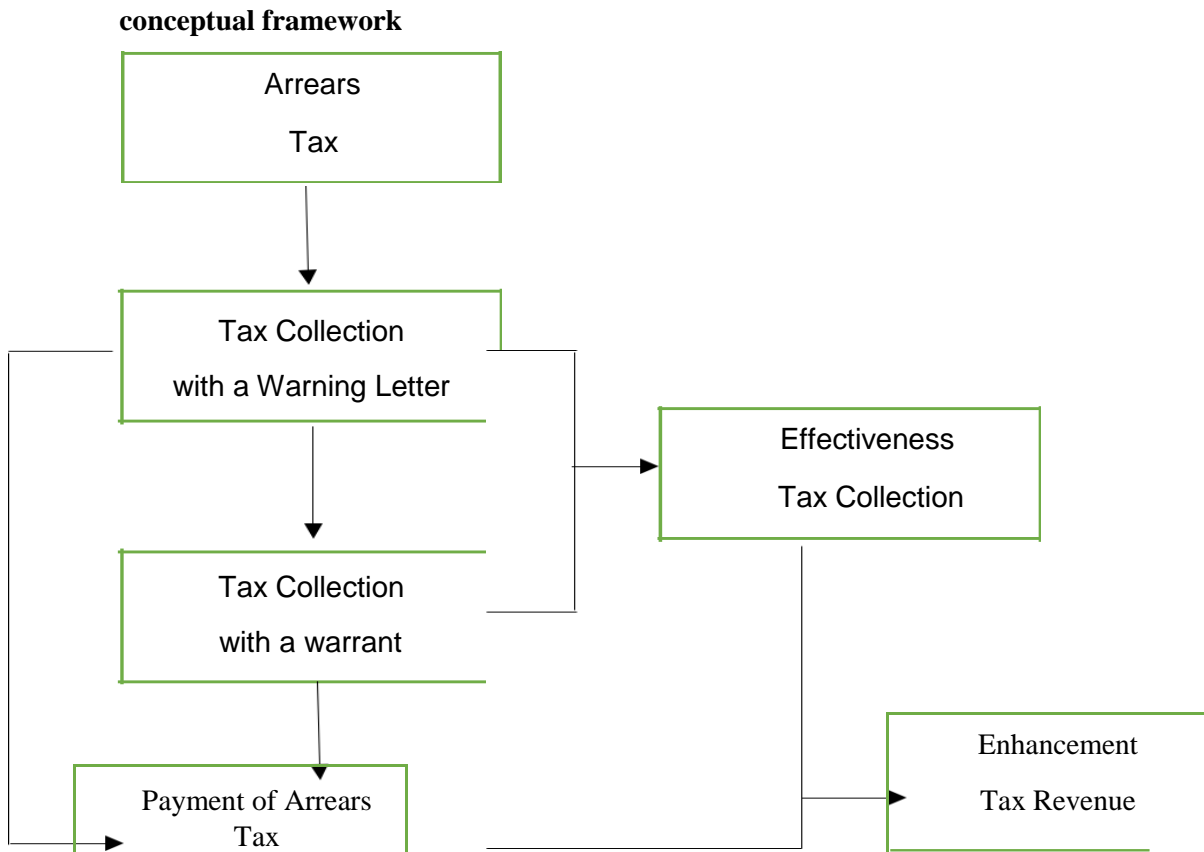 conceptual framework
Arrears
Tax
Tax Collection
with a Warning Letter
Effectiveness
Tax Collection
Tax Collection
with a warrant
Enhancement
Tax Revenue
Payment of Arrears
Tax